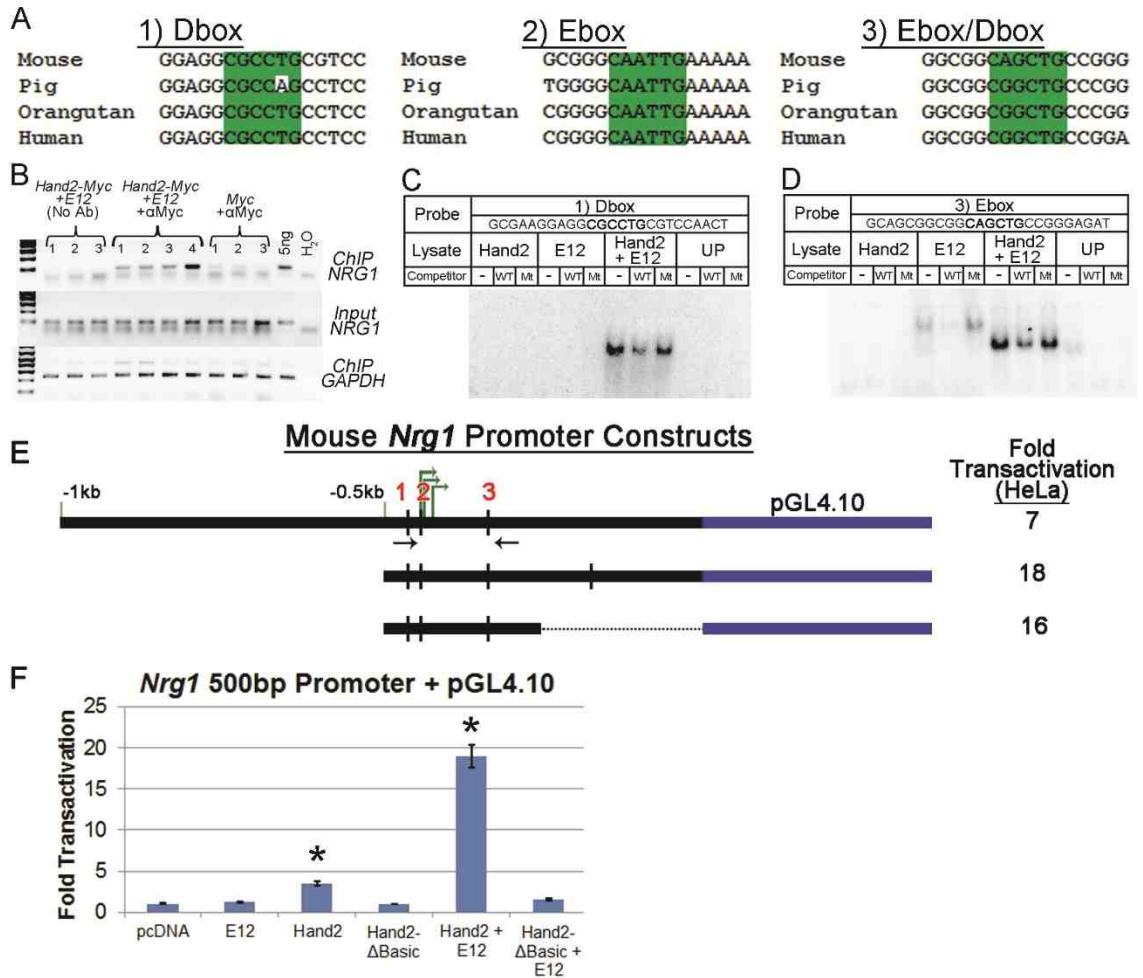 A
1) Dbox
Mouse GGAGGCGCCTGCGTCC
Pig GGAGGCGCCAGCCTCC
Orangutan GGAGGCGCCTGCCTCC
Human GGAGGCGCCTGCCTCC
2) Ebox
GCGGGCAATTGAAAAA
TGGGGCAATTGAAAAA
CGGGGCAATTGAAAAA
CGGGGCAATTGAAAAA
3) Ebox/Dbox
Mouse GGCGGCAGCTGCCGGG
Pig GGCGGCGGCTGCCCGG
Orangutan GGCGGCGGCTGCCCGG
Human GGCGGCGGCTGCCGGA
B
Hand2-Myc
+E12
(No Ab)
Hand2-Myc
+E12
+αMyc
Myc
+αMyc
1 2 3 1 2 3 4 1 2 3 5ng H2O
ChIP
NRG1
Input
NRG1
ChIP
GAPDH
C
Probe
1) Dbox
GCGAAGGAGGCGCCTGCGTCCAACT
Lysate Hand2 E12 Hand2 + E12 UP
Competitor - WT Mt - WT Mt - WT Mt - WT Mt
D
Probe
3) Ebox
GCAGCGGCGGCAGCTGCCGGGAGAT
Lysate Hand2 E12 Hand2 + E12 UP
Competitor - WT Mt - WT Mt - WT Mt - WT Mt
E
Mouse Nrg1 Promoter Constructs
Fold
Transactivation
(HeLa)
-1kb -0.5kb 1 2 3 pGL4.10
7
18
16
F
Nrg1 500bp Promoter + pGL4.10
Fold Transactivation
25
20
15
10
5
0
* *
pcDNA E12 Hand2 Hand2-ΔBasic Hand2 + E12 Hand2-ΔBasic + E12